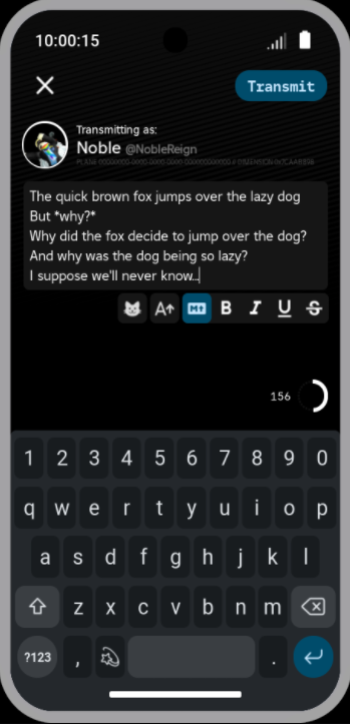 10:00:15
Transmit
Transmitting as:
Noble @NobleReign
The quick brown fox jumps over the lazy dog
But *why?*
Why did the fox decide to jump over the dog?
And why was the dog being so lazy?
I suppose we'll never know..
A B I U S
156
1 2 3 4 5 6 7 8 9 0
q w e r t y u i o p
a s d f g h j k l
z x c v b n m
?123 , .